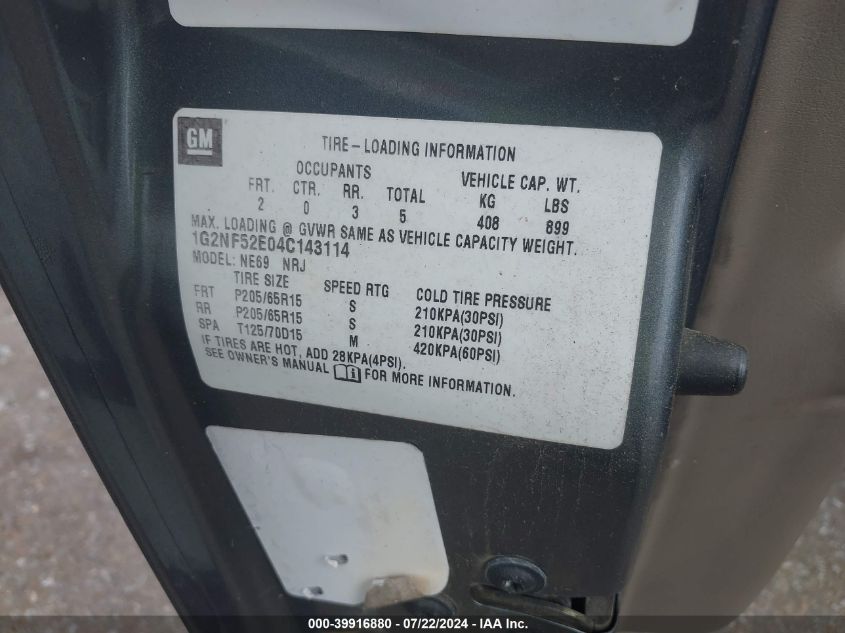 GM
TIRE-LOADING INFORMATION
OCCUPANTS VEHICLE CAP. WT.
FRT. CTR. RR. TOTAL KG LBS
2 0 3 5 408 899
MAX. LOADING @ GVWR SAME AS VEHICLE CAPACITY WEIGHT.
1G2NF52E04C143114
MODEL: NE69 NRJ
TIRE SIZE SPEED RTG COLD TIRE PRESSURE
FRT P205/65R15 S 210KPA(30PSI)
RR P205/65R15 S 210KPA(30PSI)
SPA T125/70D15 M 420KPA(60PSI)
IF TIRES ARE HOT, ADD 28KPA(4PSI).
SEE OWNER'S MANUAL FOR MORE INFORMATION.
000-39916880 - 07/22/2024 - IAA Inc.